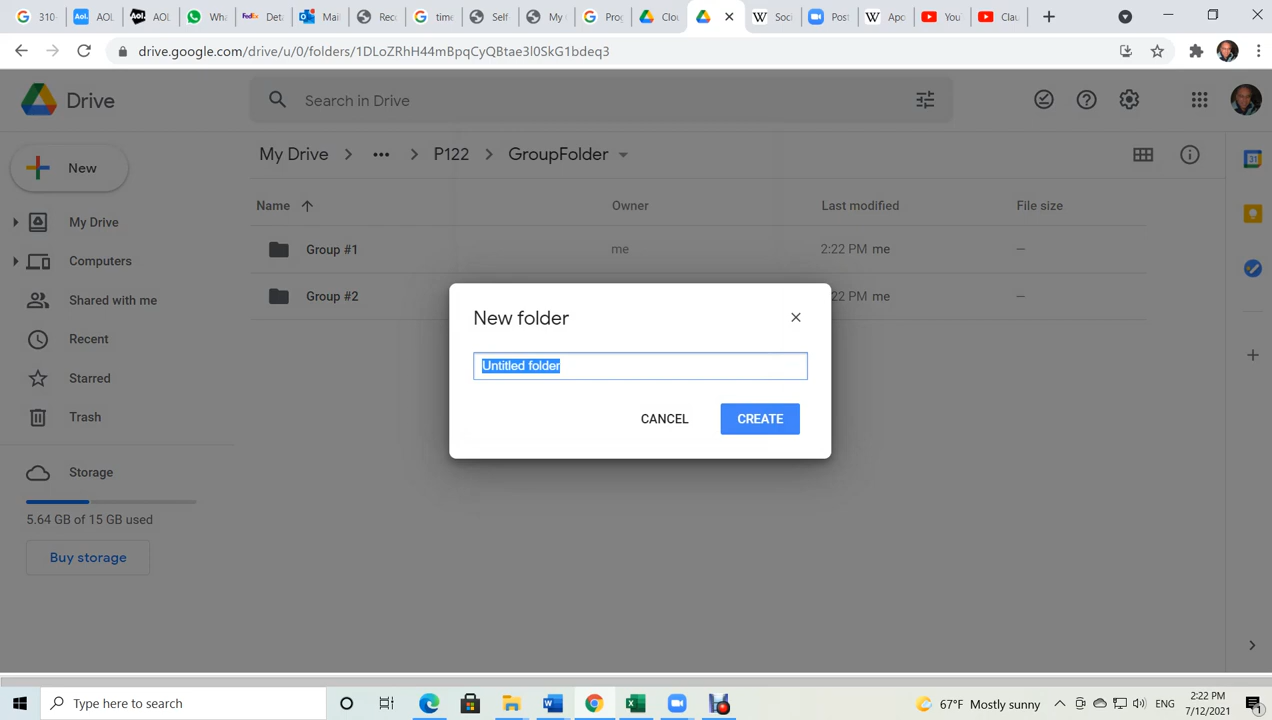 310-
AOL
AOL
Wha
Det
Mai
Rec
time
Self
My
Pro
Clo
Soc
Post
Apo
You
Clau
drive.google.com/drive/u/0/folders/1DLoZRhH44mBpqCyQBtae3l0SkG1bdeq3
Drive
Search in Drive
New
My Drive
P122
GroupFolder
Name
Owner
Last modified
File size
My Drive
Group #1
me
2:22 PM me
—
Computers
Group #2
22 PM me
—
Shared with me
New folder
Recent
Untitled folder
Starred
CANCEL
CREATE
Trash
Storage
5.64 GB of 15 GB used
Buy storage
Type here to search
67°F Mostly sunny
ENG
2:22 PM
7/12/2021